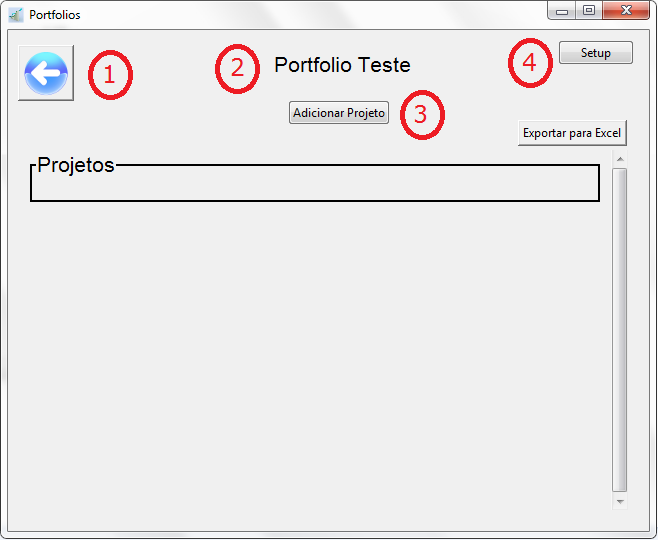 Portfolios
1
2
Portfolio Teste
4
Setup
Adicionar Projeto
3
Exportar para Excel
Projetos